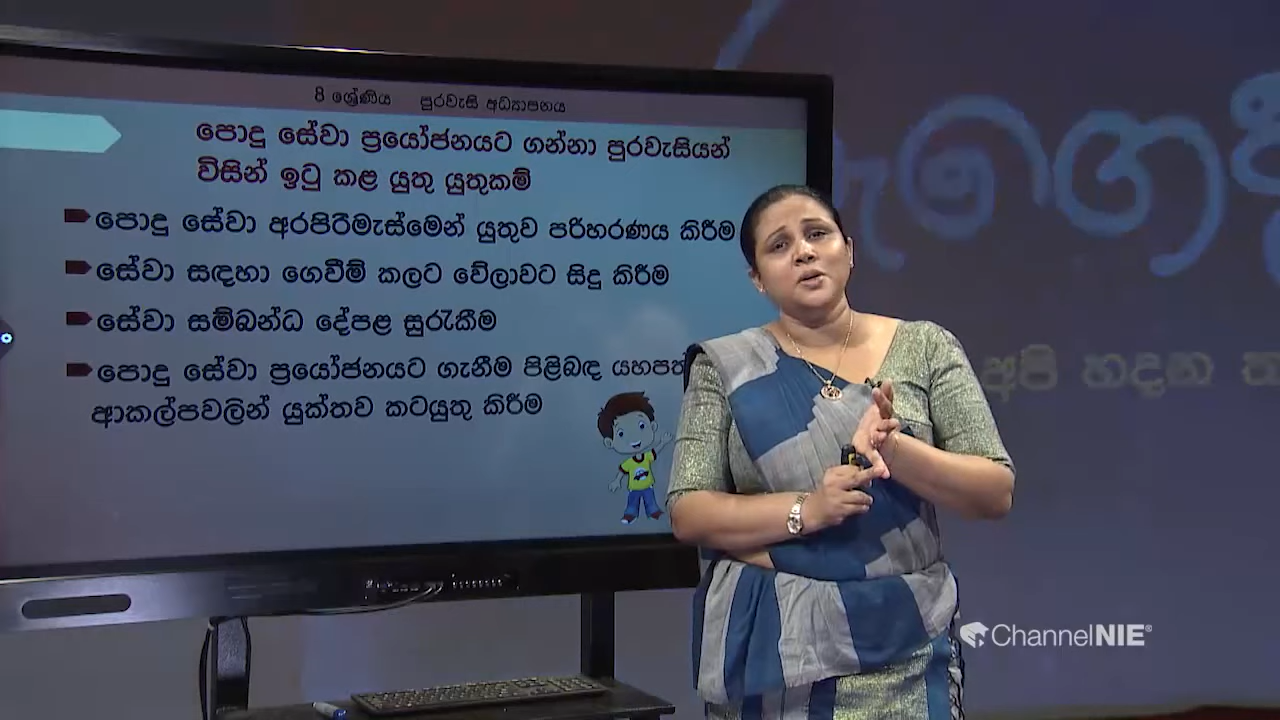 8 ශ්‍රේණිය පුරවැසි අධ්‍යාපනය
පොදු සේවා ප්‍රයෝජනයට ගන්නා පුරවැසියන්
විසින් ඉටු කළ යුතු යුතුකම්
පොදු සේවා අරපිරිමැස්මෙන් යුතුව පරිහරණය කිරීම
සේවා සඳහා ගෙවීම් කලට වේලාවට සිදු කිරීම
සේවා සම්බන්ධ දේපළ සුරැකීම
පොදු සේවා ප්‍රයෝජනයට ගැනීම පිළිබඳ යහපත්
ආකල්පවලින් යුක්තව කටයුතු කිරීම
අපි හදන
ChannelNIE®